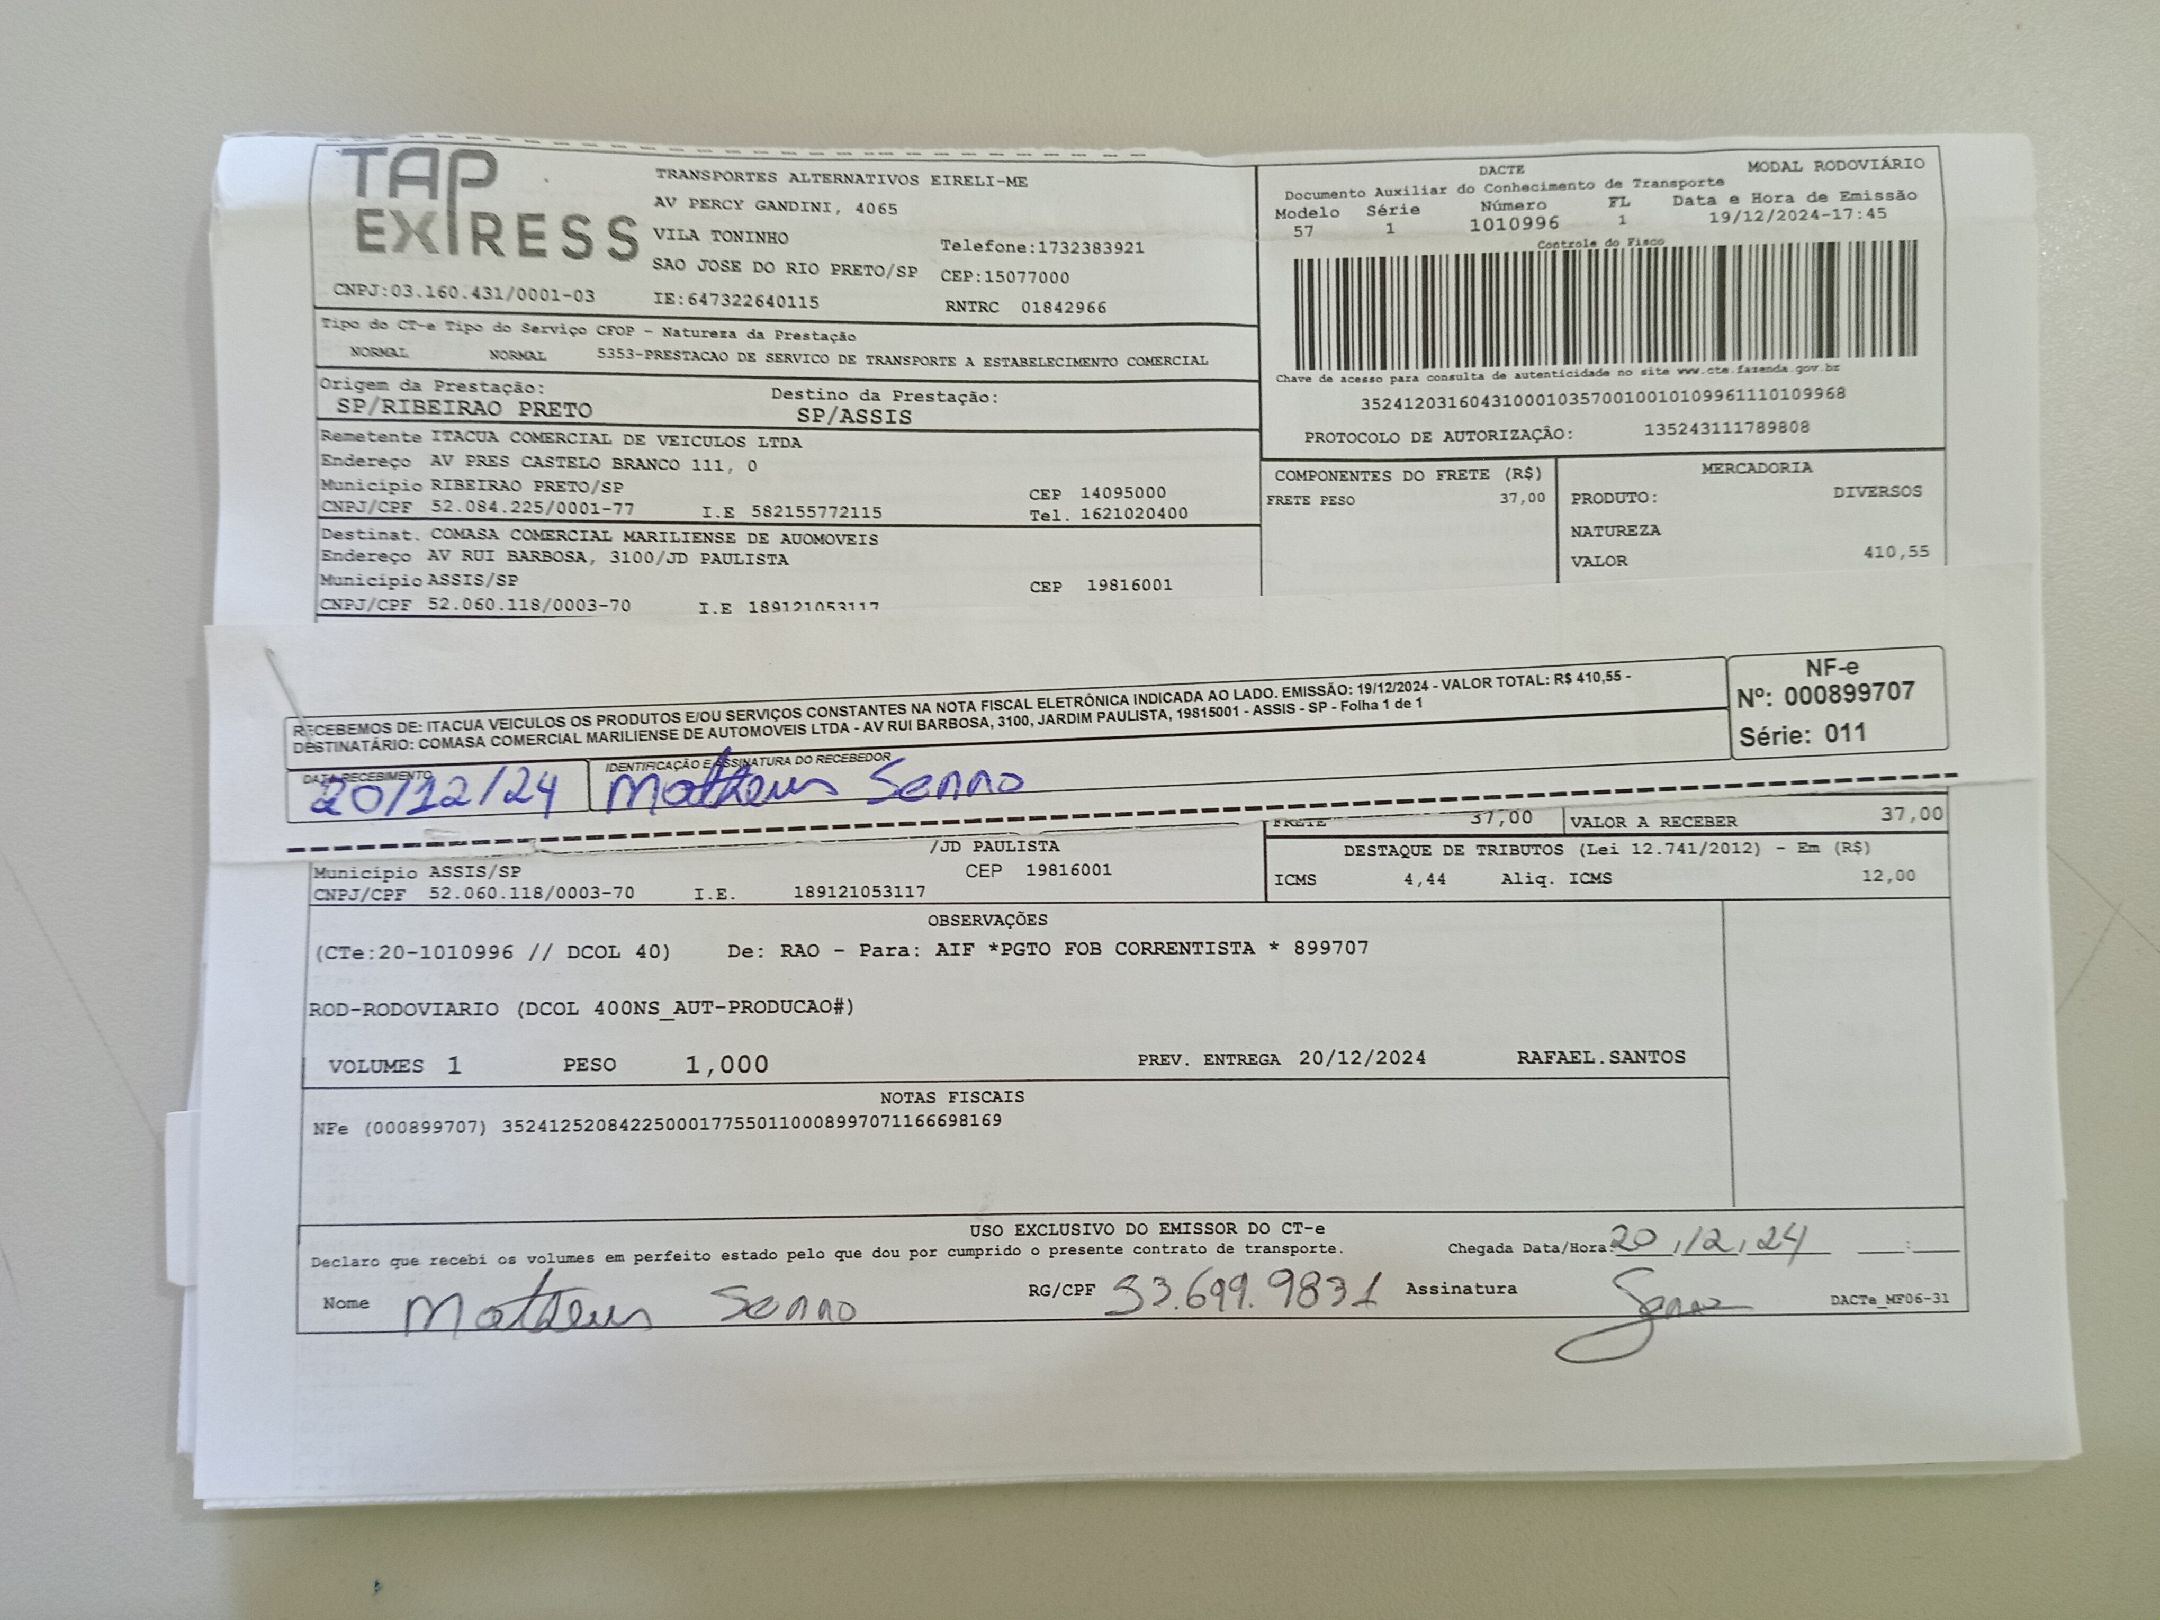 TAP EXIRESS
TRANSPORTES ALTERNATIVOS EIRELI-ME
AV PERCY GANDINI, 4065
VILA TONINHO Telefone:1732383921
SAO JOSE DO RIO PRETO/SP CEP:15077000
CNPJ:03.160.431/0001-03 IE:647322640115 RNTRC 01842966
DACTE MODAL RODOVIÁRIO
Documento Auxiliar do Conhecimento de Transporte
Modelo Série Número FL Data e Hora de Emissão
57 1 1010996 1 19/12/2024-17:45
Controle do Fisco
Chave de acesso para consulta de autenticidade no site www.cte.fazenda.gov.br
35241203160431000103570010010109961110109968
PROTOCOLO DE AUTORIZAÇÃO: 135243111789808
Tipo do CT-e Tipo do Serviço CFOP - Natureza da Prestação
NORMAL NORMAL 5353-PRESTACAO DE SERVICO DE TRANSPORTE A ESTABELECIMENTO COMERCIAL
Origem da Prestação: Destino da Prestação:
SP/RIBEIRAO PRETO SP/ASSIS
Remetente ITACUA COMERCIAL DE VEICULOS LTDA
Endereço AV PRES CASTELO BRANCO 111, 0
Município RIBEIRAO PRETO/SP CEP 14095000
CNPJ/CPF 52.084.225/0001-77 I.E 582155772115 Tel. 1621020400
Destinat. COMASA COMERCIAL MARILIENSE DE AUOMOVEIS
Endereço AV RUI BARBOSA, 3100/JD PAULISTA
Município ASSIS/SP CEP 19816001
CNPJ/CPF 52.060.118/0003-70 I.E 189121053117
COMPONENTES DO FRETE (R$)
FRETE PESO 37,00
MERCADORIA
PRODUTO: DIVERSOS
NATUREZA
VALOR 410,55
RECEBEMOS DE: ITACUA VEICULOS OS PRODUTOS E/OU SERVIÇOS CONSTANTES NA NOTA FISCAL ELETRÔNICA INDICADA AO LADO. EMISSÃO: 19/12/2024 - VALOR TOTAL: R$ 410,55 -
DESTINATÁRIO: COMASA COMERCIAL MARILIENSE DE AUTOMOVEIS LTDA - AV RUI BARBOSA, 3100, JARDIM PAULISTA, 19815001 - ASSIS - SP - Folha 1 de 1
NF-e
Nº: 000899707
Série: 011
DATA RECEBIMENTO IDENTIFICAÇÃO E ASSINATURA DO RECEBEDOR
20/12/24 Matheus Senno
FRETE 37,00 VALOR A RECEBER 37,00
/JD PAULISTA
Município ASSIS/SP CEP 19816001
CNPJ/CPF 52.060.118/0003-70 I.E. 189121053117
DESTAQUE DE TRIBUTOS (Lei 12.741/2012) - Em (R$)
ICMS 4,44 Aliq. ICMS 12,00
OBSERVAÇÕES
(CTe:20-1010996 // DCOL 40) De: RAO - Para: AIF *PGTO FOB CORRENTISTA * 899707
ROD-RODOVIARIO (DCOL 400NS_AUT-PRODUCAO#)
VOLUMES 1 PESO 1,000 PREV. ENTREGA 20/12/2024 RAFAEL.SANTOS
NOTAS FISCAIS
NFe (000899707) 35241252084225000177550110008997071166698169
USO EXCLUSIVO DO EMISSOR DO CT-e
Declaro que recebi os volumes em perfeito estado pelo que dou por cumprido o presente contrato de transporte. Chegada Data/Hora: 20/12/24 :
Nome Matheus Senno RG/CPF 53.699.9831 Assinatura Senno DACTe_MF06-31